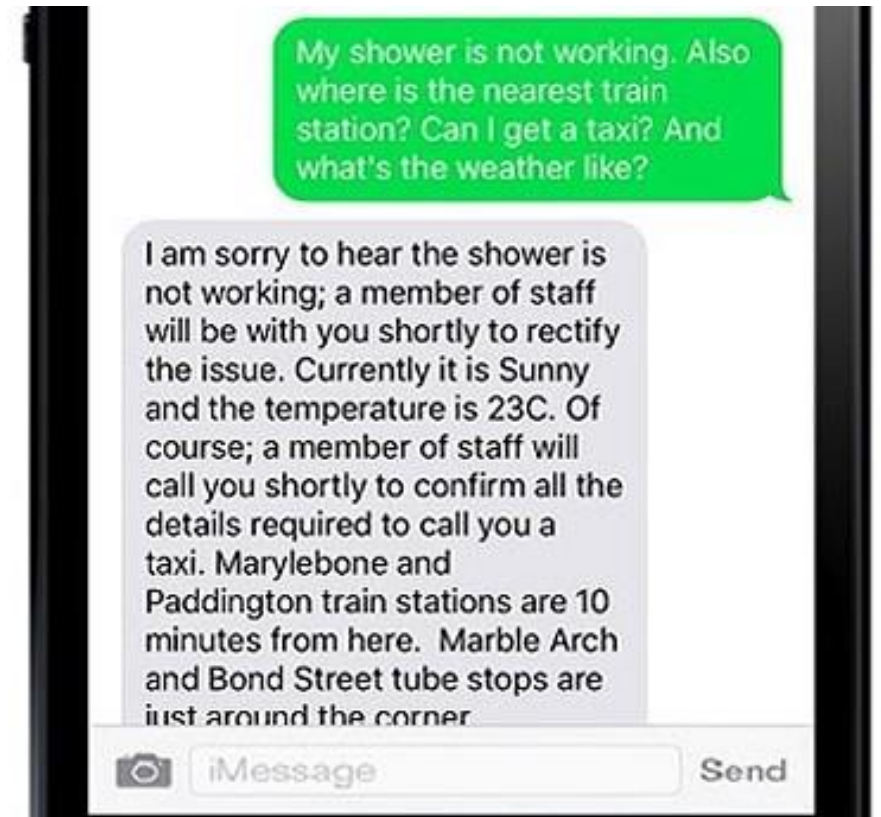 My shower is not working. Also
where is the nearest train
station? Can I get a taxi? And
what's the weather like?
I am sorry to hear the shower is
not working; a member of staff
will be with you shortly to rectify
the issue. Currently it is Sunny
and the temperature is 23C. Of
course; a member of staff will
call you shortly to confirm all the
details required to call you a
taxi. Marylebone and
Paddington train stations are 10
minutes from here.  Marble Arch
and Bond Street tube stops are
just around the corner
iMessage
Send